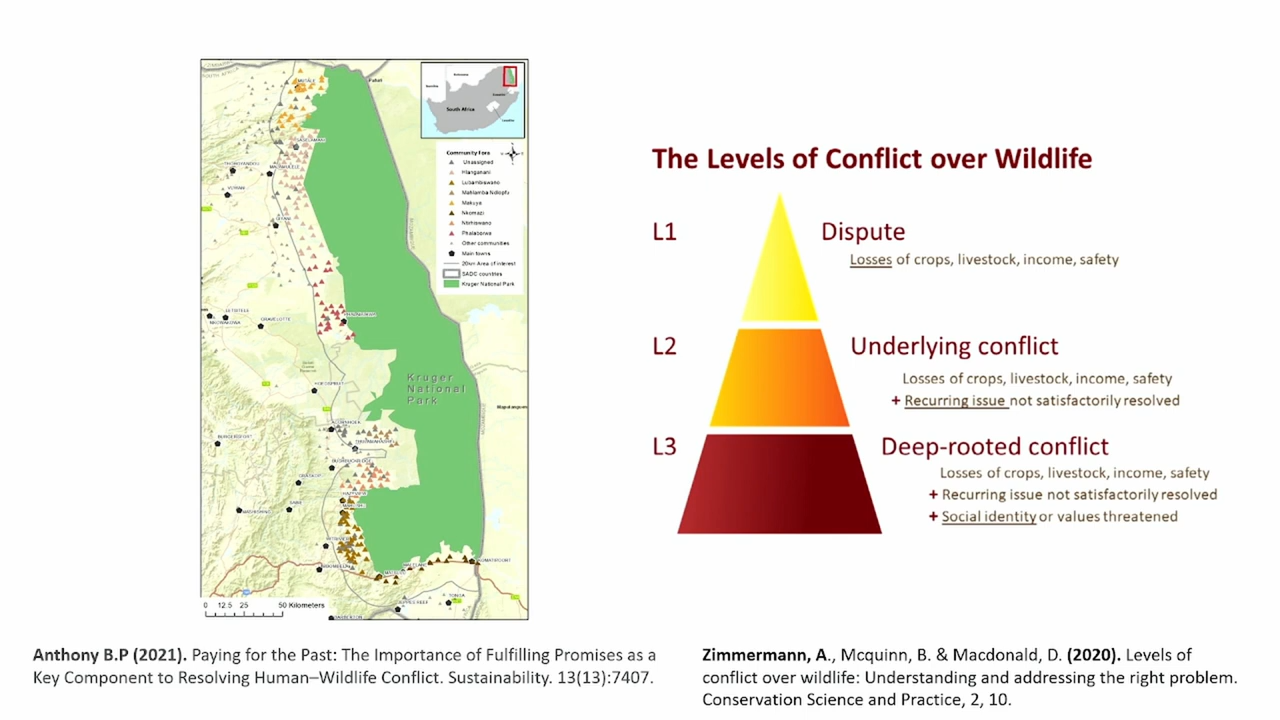 South Africa
Community Fora
Unassigned
Hlanganani
Lubambiswano
Mahlamba Ndlopfu
Makuya
Nkomazi
Ntirhiswano
Phalaborwa
Other communities
Main towns
20km Area of interest
SADC countries
Kruger National Park
Kruger
National
Park
0 12.5 25 50 Kilometers
The Levels of Conflict over Wildlife
L1
Dispute
Losses of crops, livestock, income, safety
L2
Underlying conflict
Losses of crops, livestock, income, safety
+ Recurring issue not satisfactorily resolved
L3
Deep-rooted conflict
Losses of crops, livestock, income, safety
+ Recurring issue not satisfactorily resolved
+ Social identity or values threatened
Anthony B.P (2021). Paying for the Past: The Importance of Fulfilling Promises as a
Key Component to Resolving Human–Wildlife Conflict. Sustainability. 13(13):7407.
Zimmermann, A., Mcquinn, B. & Macdonald, D. (2020). Levels of
conflict over wildlife: Understanding and addressing the right problem.
Conservation Science and Practice, 2, 10.